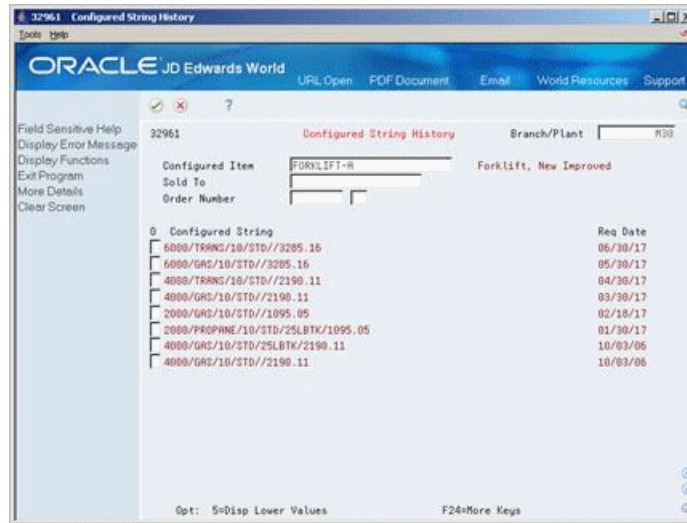 32961 Configured String History
Tools Help
ORACLE JD Edwards World
URL Open PDF Document Email World Resources Support
Field Sensitive Help
Display Error Message
Display Functions
Exit Program
More Details
Clear Screen
32961 Configured String History Branch/Plant M30
Configured Item FORKLIFT-A Forklift, New Improved
Sold To
Order Number
O Configured String Req Date
6000/TRANS/10/STD//3285.16 06/30/17
6000/GAS/10/STD//3285.16 05/30/17
4000/TRANS/10/STD//2190.11 04/30/17
4000/GAS/10/STD//2190.11 03/30/17
2000/GAS/10/STD//1095.05 02/18/17
2000/PROPANE/10/STD/25LBTK/1095.05 01/30/17
4000/GAS/10/STD/25LBTK/2190.11 10/03/06
4000/GAS/10/STD//2190.11 10/03/06
Opt: 5=Disp Lower Values F24=More Keys